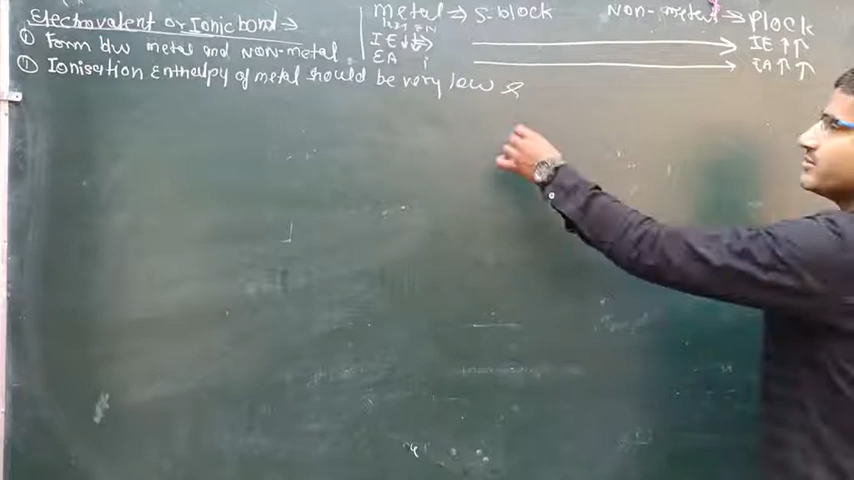 Electrovalent or Ionic bond →
① Form b/w metal and non-metal.
② Ionisation Enthalpy of metal should be very low &
metal ⇒ s-block
IE ↓↓
EA
Non-metal ⇒ P block
IE ↑↑
EA ↑↑